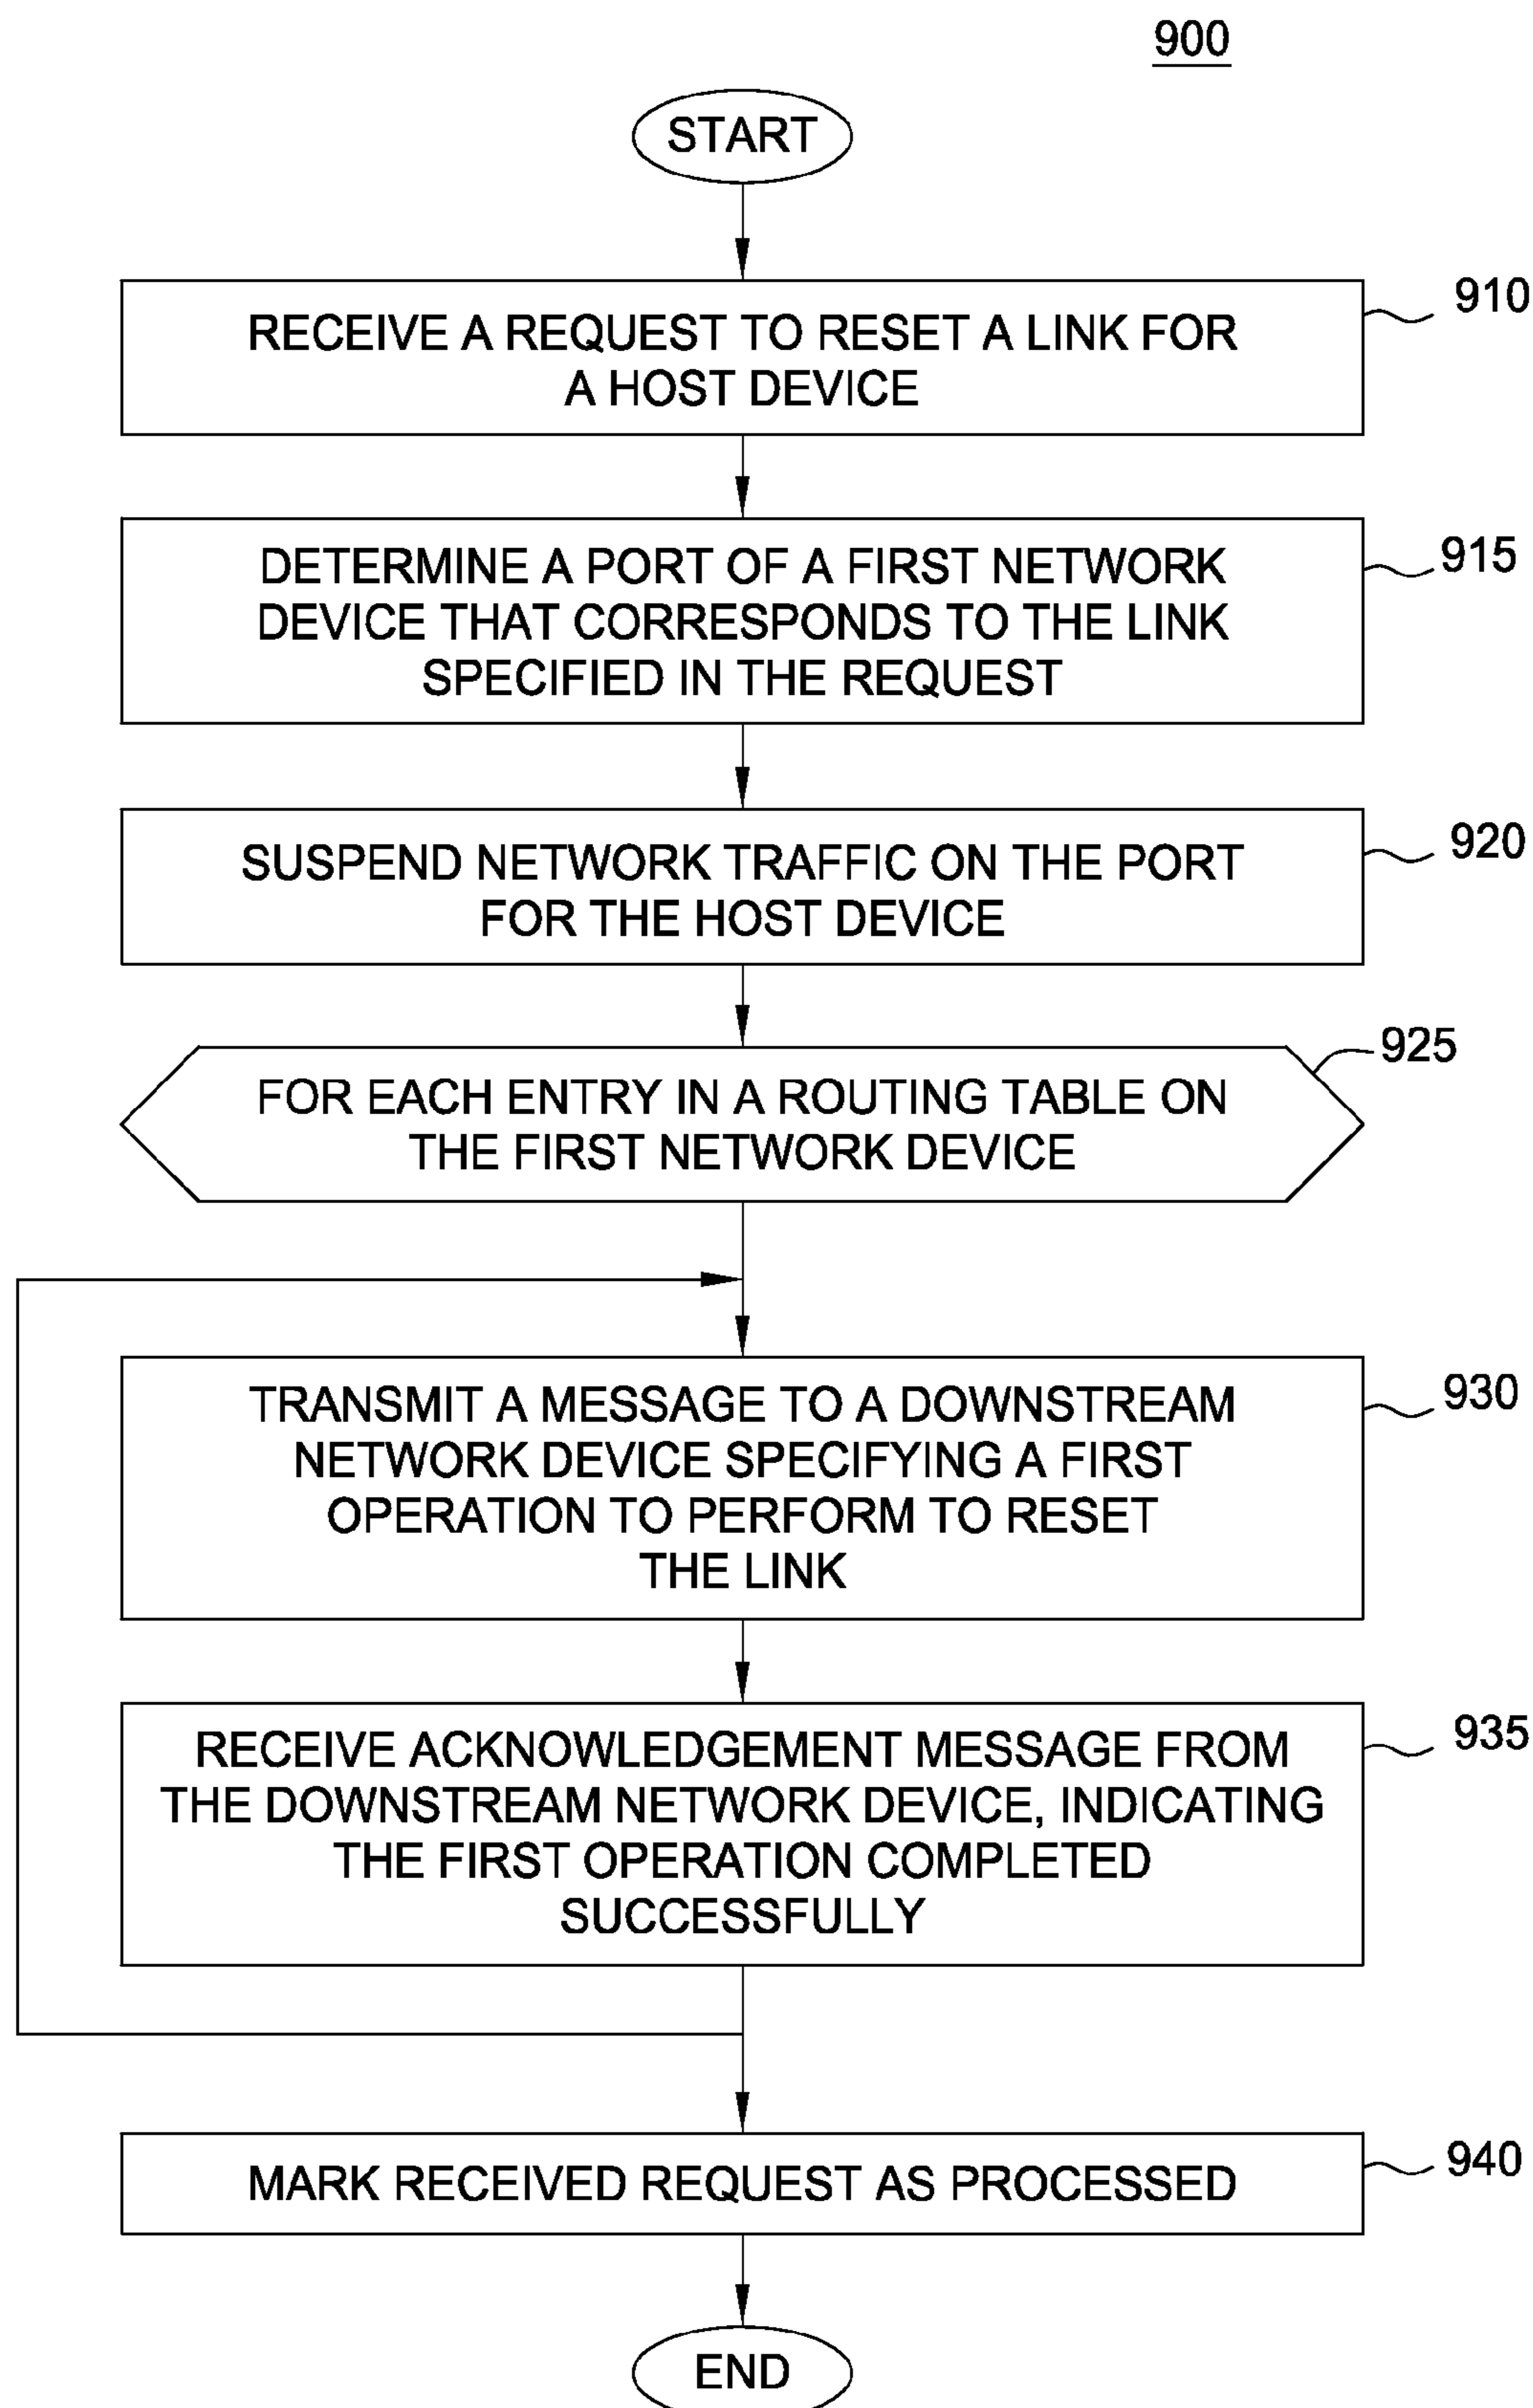 900
START
RECEIVE A REQUEST TO RESET A LINK FOR
A HOST DEVICE
910
DETERMINE A PORT OF A FIRST NETWORK
DEVICE THAT CORRESPONDS TO THE LINK
SPECIFIED IN THE REQUEST
915
SUSPEND NETWORK TRAFFIC ON THE PORT
FOR THE HOST DEVICE
920
FOR EACH ENTRY IN A ROUTING TABLE ON
THE FIRST NETWORK DEVICE
925
TRANSMIT A MESSAGE TO A DOWNSTREAM
NETWORK DEVICE SPECIFYING A FIRST
OPERATION TO PERFORM TO RESET
THE LINK
930
RECEIVE ACKNOWLEDGEMENT MESSAGE FROM
THE DOWNSTREAM NETWORK DEVICE, INDICATING
THE FIRST OPERATION COMPLETED
SUCCESSFULLY
935
MARK RECEIVED REQUEST AS PROCESSED
940
END